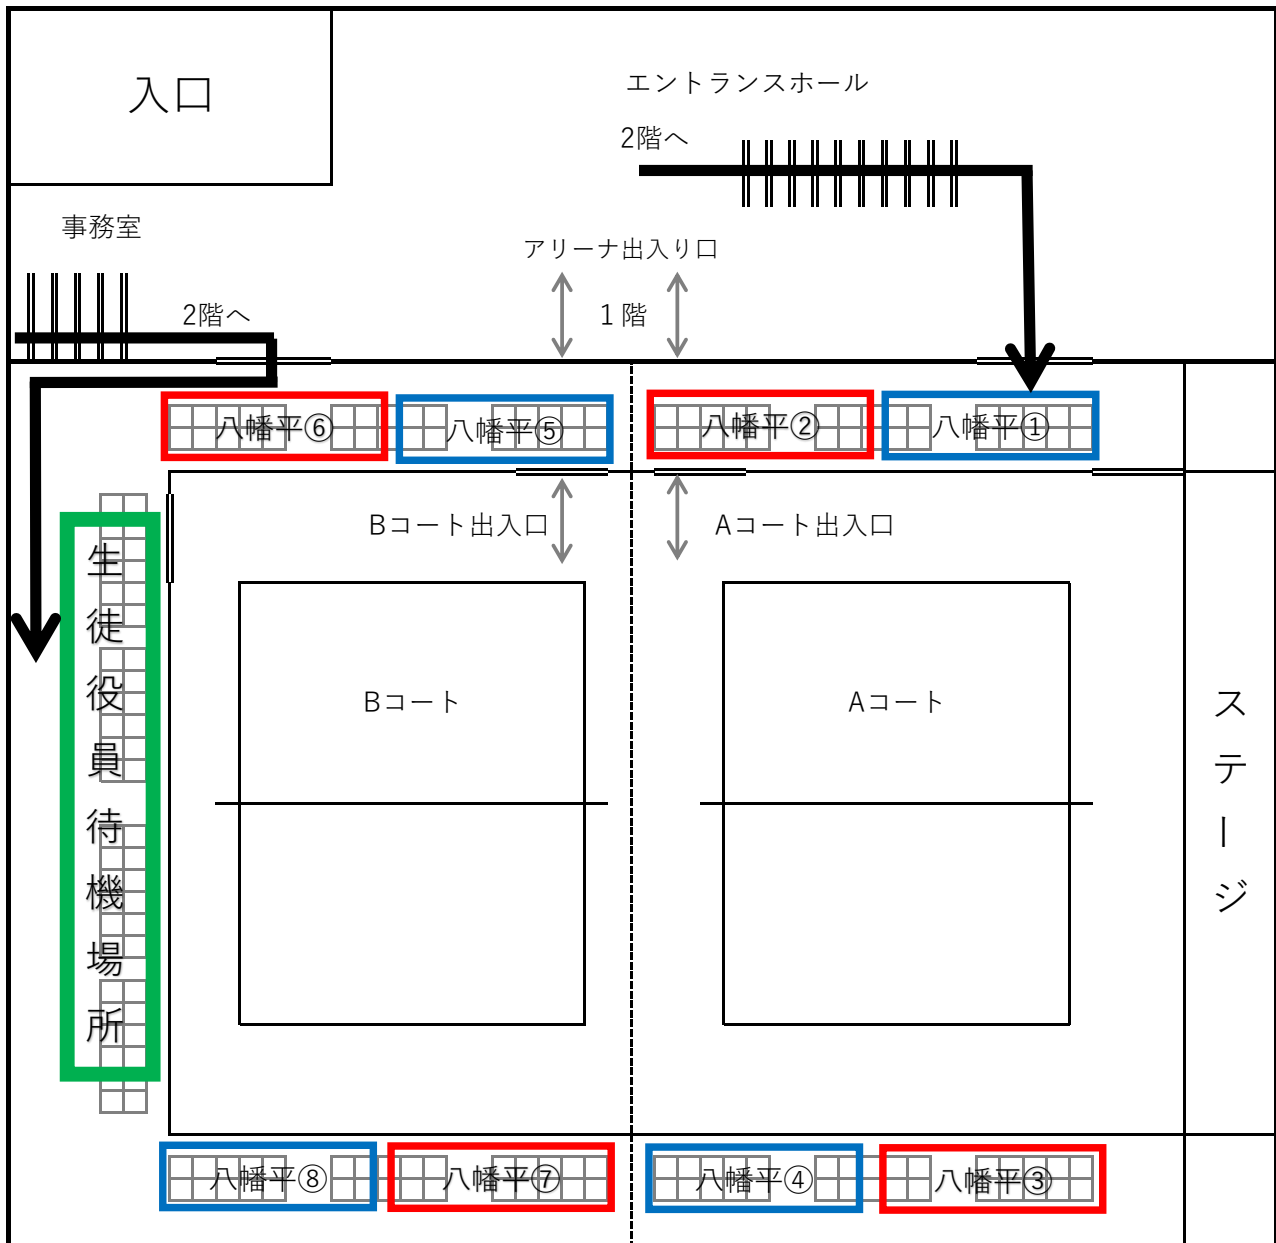 入口
エントランスホール
2階へ
事務室
アリーナ出入り口
2階へ
１階
八幡平⑥
八幡平⑤
八幡平②
八幡平①
Bコート出入口
Aコート出入口
生徒役員待機場所
Bコート
Aコート
ステージ
八幡平⑧
八幡平⑦
八幡平④
八幡平③